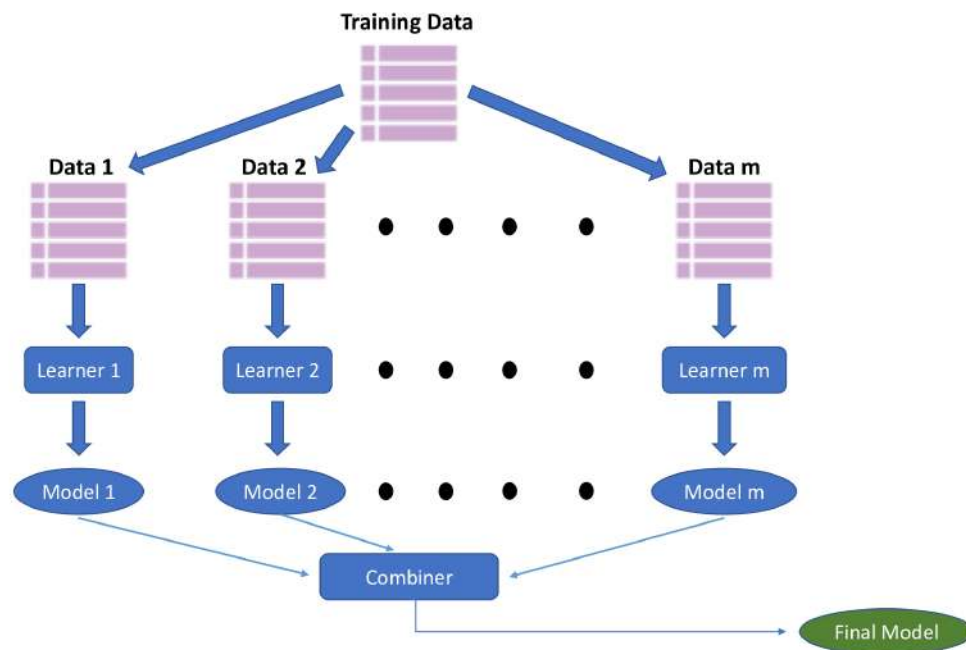 Training Data
Data 1
Data 2
Data m
Learner 1
Learner 2
Learner m
Model 1
Model 2
Model m
Combiner
Final Model